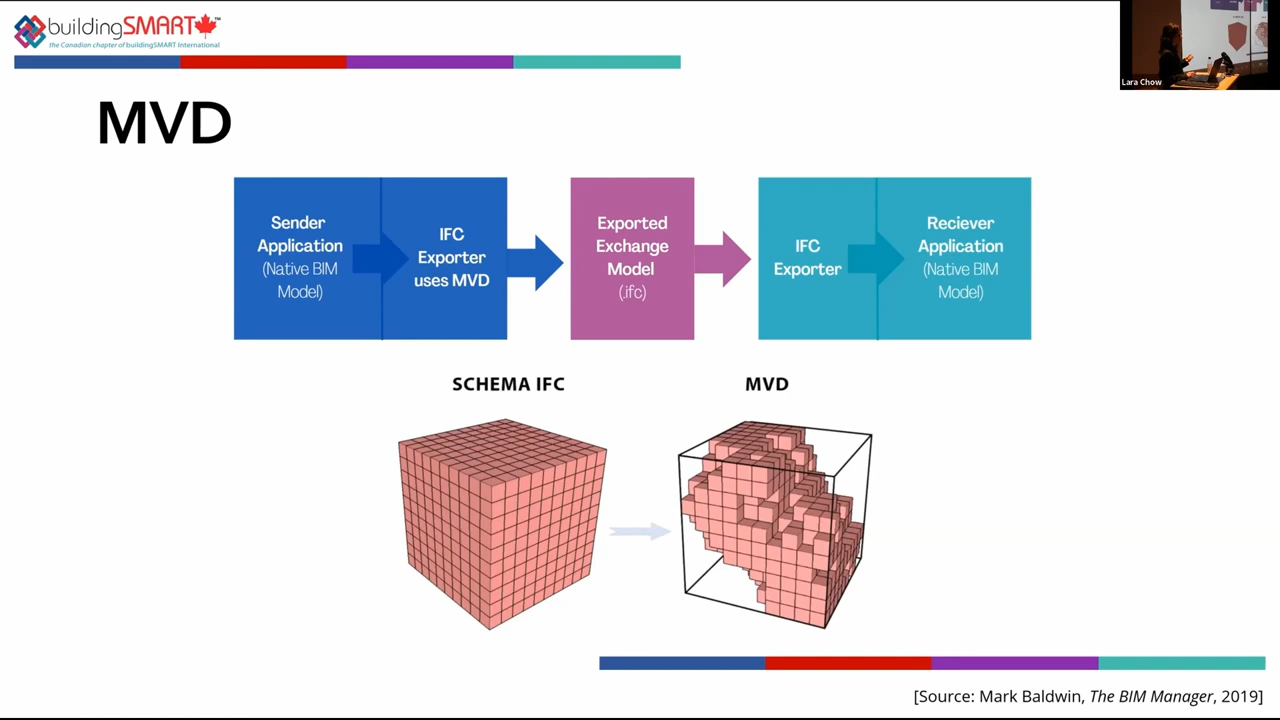 buildingSMART™
the Canadian chapter of buildingSMART International
Lara Chow
MVD
Sender
Application
(Native BIM
Model)
IFC
Exporter
uses MVD
Exported
Exchange
Model
(.ifc)
IFC
Exporter
Reciever
Application
(Native BIM
Model)
SCHEMA IFC
MVD
[Source: Mark Baldwin, The BIM Manager, 2019]